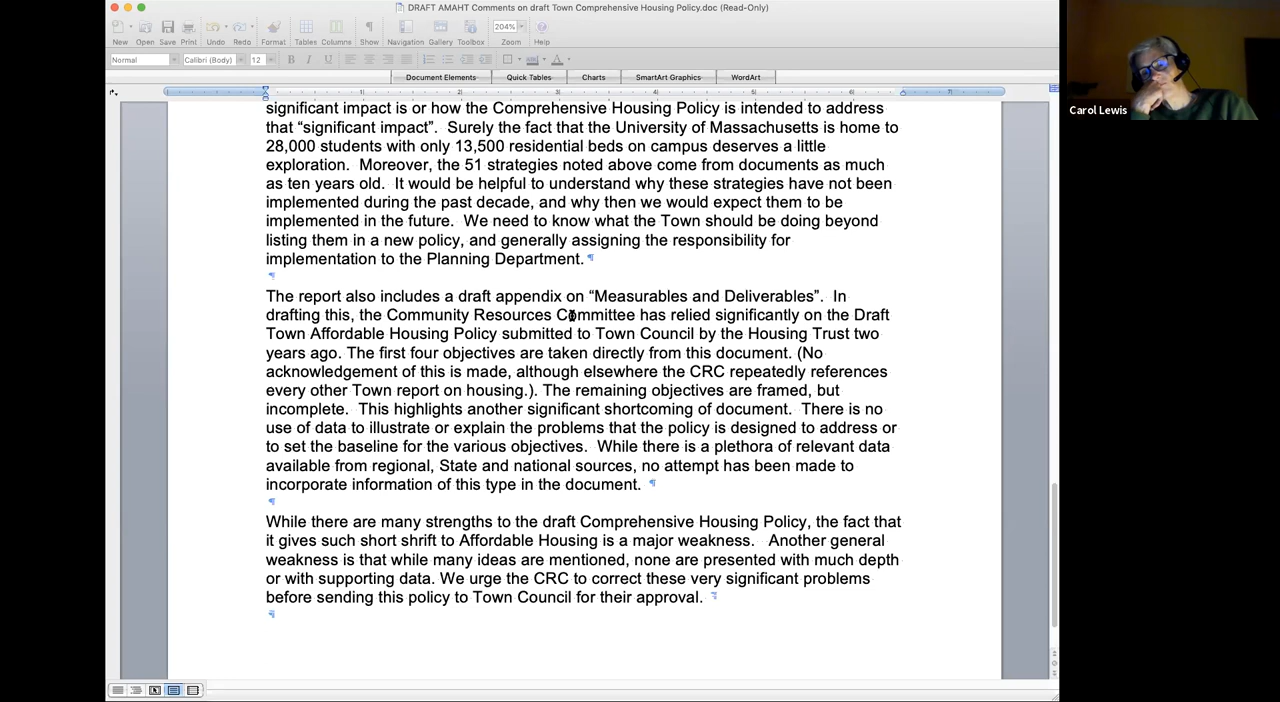 DRAFT AMAHT Comments on draft Town Comprehensive Housing Policy.doc (Read-Only)
204%
New Open Save Print Undo Redo Format Tables Columns Show Navigation Gallery Toolbox Zoom Help
Normal Calibri (Body) 12 B I U
Document Elements Quick Tables Charts SmartArt Graphics WordArt
1 2 3 4 5 6 7
significant impact is or how the Comprehensive Housing Policy is intended to address
that “significant impact”.  Surely the fact that the University of Massachusetts is home to
28,000 students with only 13,500 residential beds on campus deserves a little
exploration.  Moreover, the 51 strategies noted above come from documents as much
as ten years old.  It would be helpful to understand why these strategies have not been
implemented during the past decade, and why then we would expect them to be
implemented in the future.  We need to know what the Town should be doing beyond
listing them in a new policy, and generally assigning the responsibility for
implementation to the Planning Department. ¶
¶
The report also includes a draft appendix on “Measurables and Deliverables”.  In
drafting this, the Community Resources Committee has relied significantly on the Draft
Town Affordable Housing Policy submitted to Town Council by the Housing Trust two
years ago. The first four objectives are taken directly from this document. (No
acknowledgement of this is made, although elsewhere the CRC repeatedly references
every other Town report on housing.). The remaining objectives are framed, but
incomplete.  This highlights another significant shortcoming of document.  There is no
use of data to illustrate or explain the problems that the policy is designed to address or
to set the baseline for the various objectives.  While there is a plethora of relevant data
available from regional, State and national sources, no attempt has been made to
incorporate information of this type in the document.  ¶
¶
While there are many strengths to the draft Comprehensive Housing Policy, the fact that
it gives such short shrift to Affordable Housing is a major weakness.   Another general
weakness is that while many ideas are mentioned, none are presented with much depth
or with supporting data. We urge the CRC to correct these very significant problems
before sending this policy to Town Council for their approval.  ¶
¶
Carol Lewis